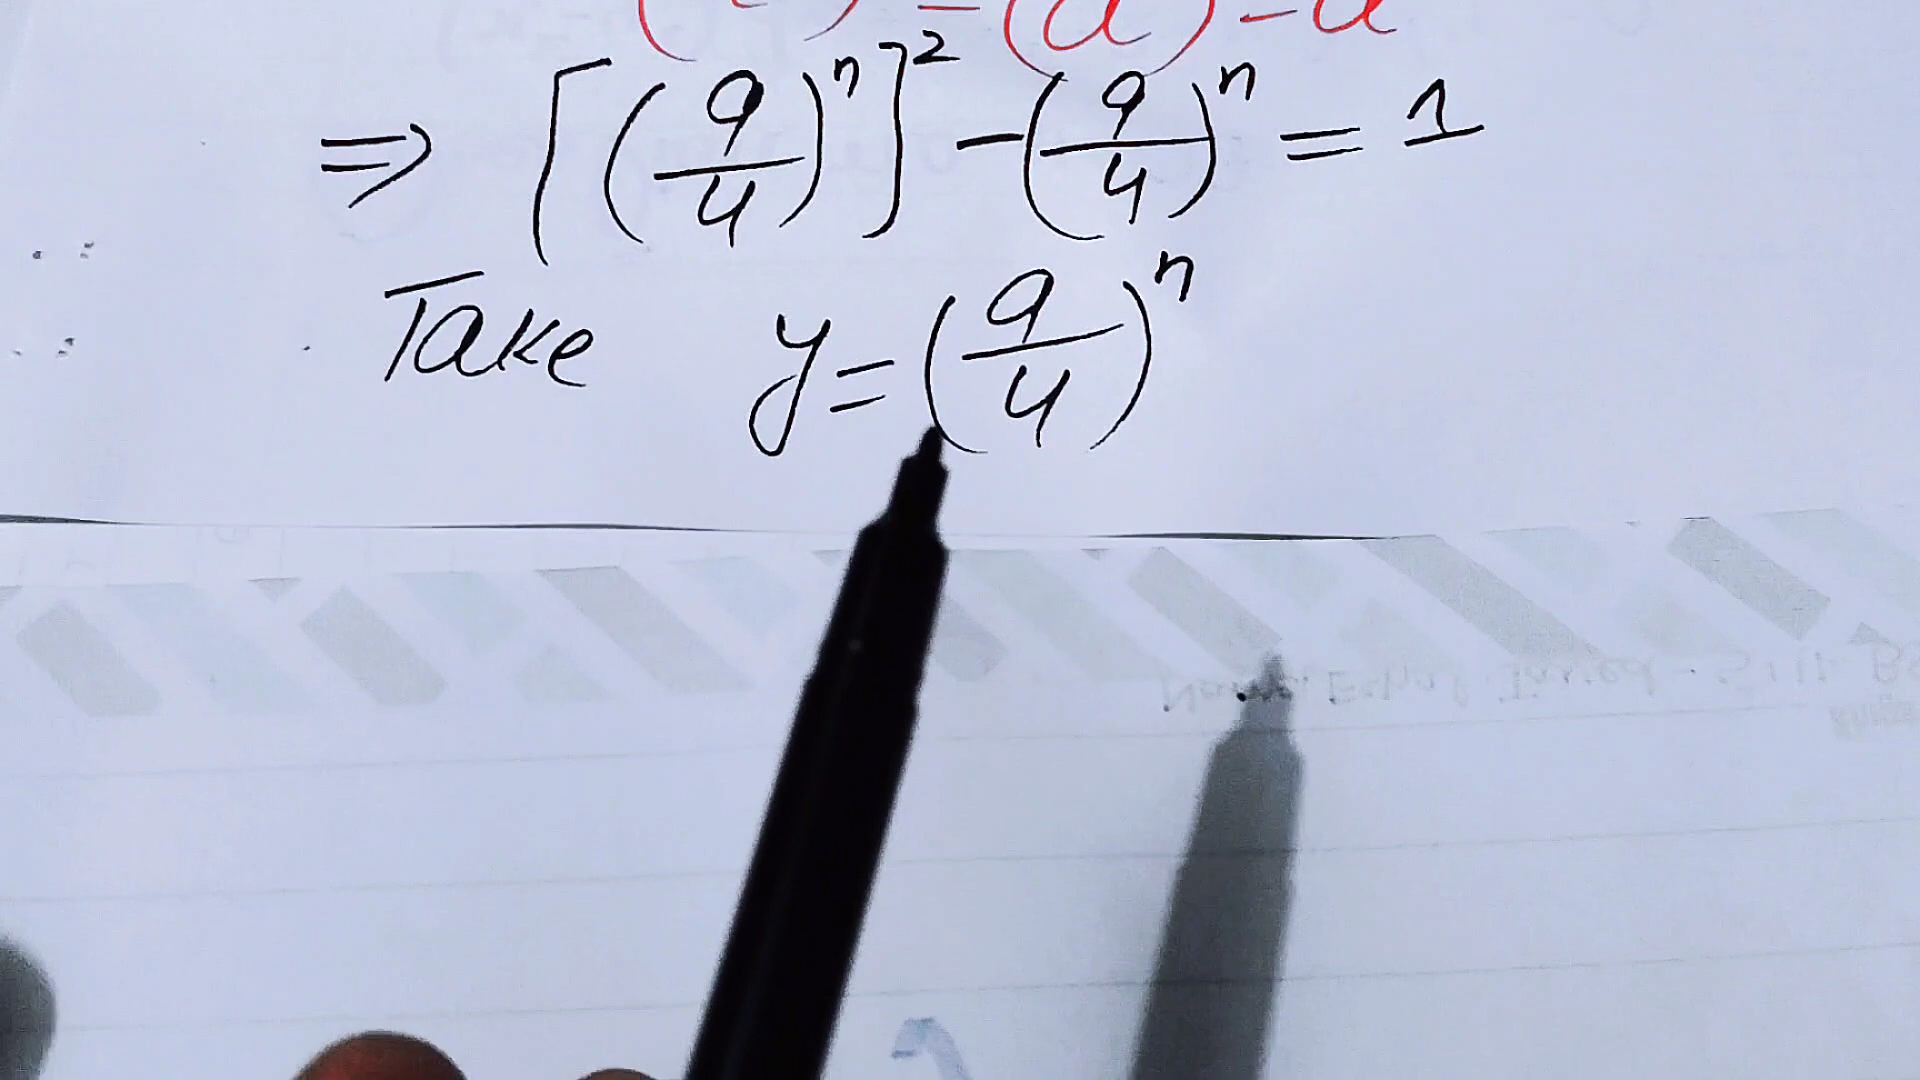 ⇒ [(9/4)^n]^2 - (9/4)^n = 1
Take y = (9/4)^n